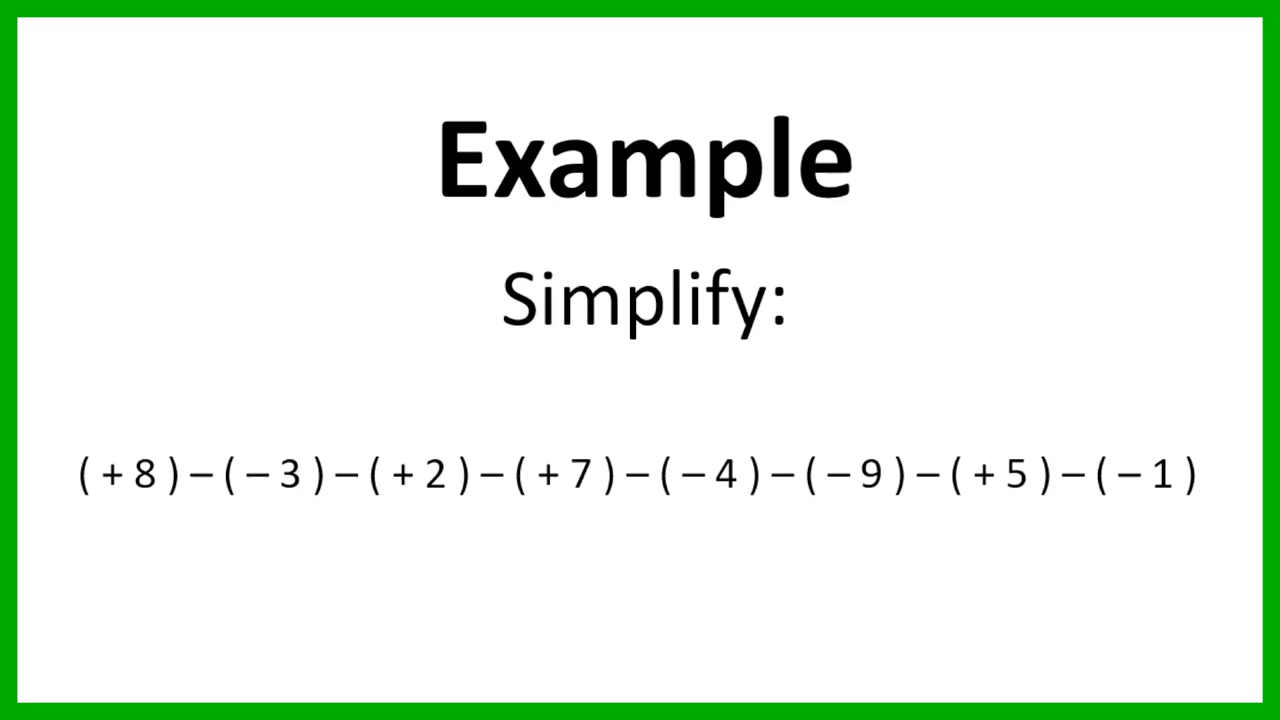 Example
Simplify:
( + 8 ) – ( – 3 ) – ( + 2 ) – ( + 7 ) – ( – 4 ) – ( – 9 ) – ( + 5 ) – ( – 1 )